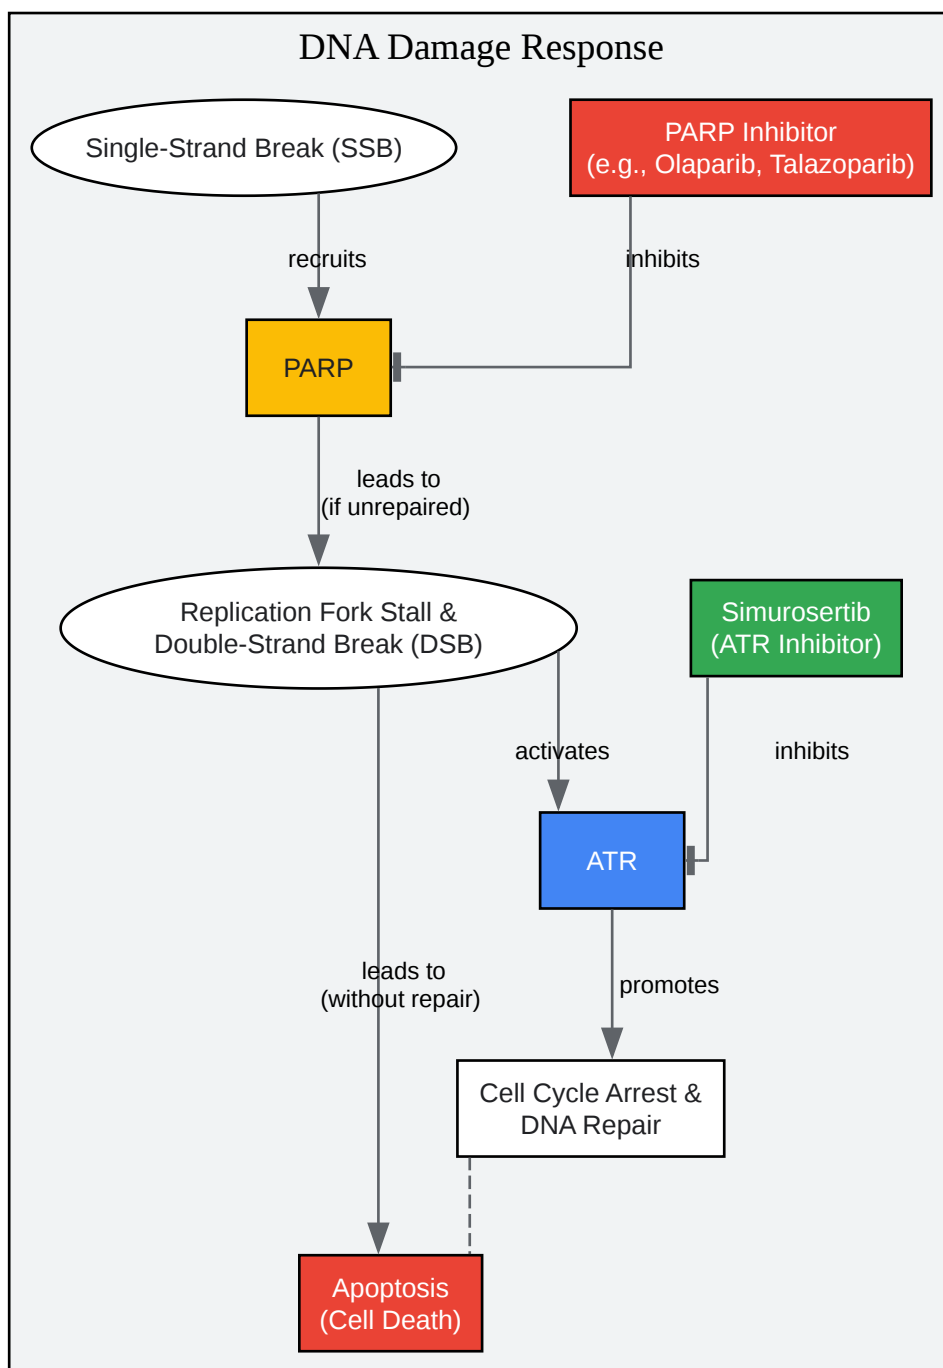 DNA Damage Response
Single-Strand Break (SSB)
PARP Inhibitor
(e.g., Olaparib, Talazoparib)
recruits
inhibits
PARP
leads to
(if unrepaired)
Replication Fork Stall &
Double-Strand Break (DSB)
Simurosertib
(ATR Inhibitor)
activates
inhibits
ATR
leads to
(without repair)
promotes
Cell Cycle Arrest &
DNA Repair
Apoptosis
(Cell Death)